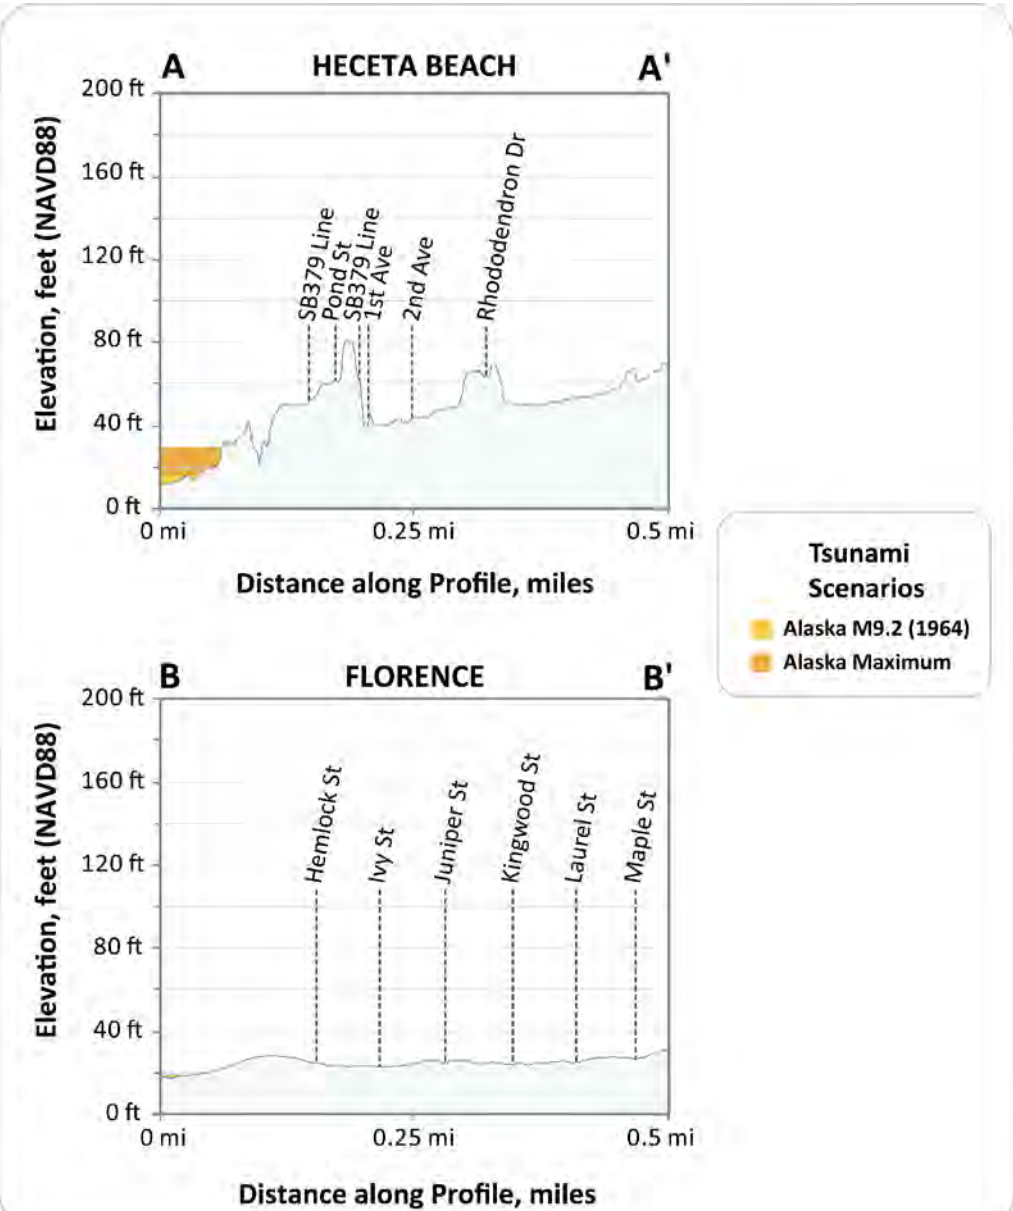 A HECETA BEACH A'
200 ft
160 ft
120 ft
80 ft
40 ft
0 ft
Elevation, feet (NAVD88)
SB379 Line
Pond St
SB379 Line
1st Ave
2nd Ave
Rhododendron Dr
0 mi 0.25 mi 0.5 mi
Distance along Profile, miles
Tsunami
Scenarios
Alaska M9.2 (1964)
Alaska Maximum
B FLORENCE B'
200 ft
160 ft
120 ft
80 ft
40 ft
0 ft
Elevation, feet (NAVD88)
Hemlock St
Ivy St
Juniper St
Kingwood St
Laurel St
Maple St
0 mi 0.25 mi 0.5 mi
Distance along Profile, miles